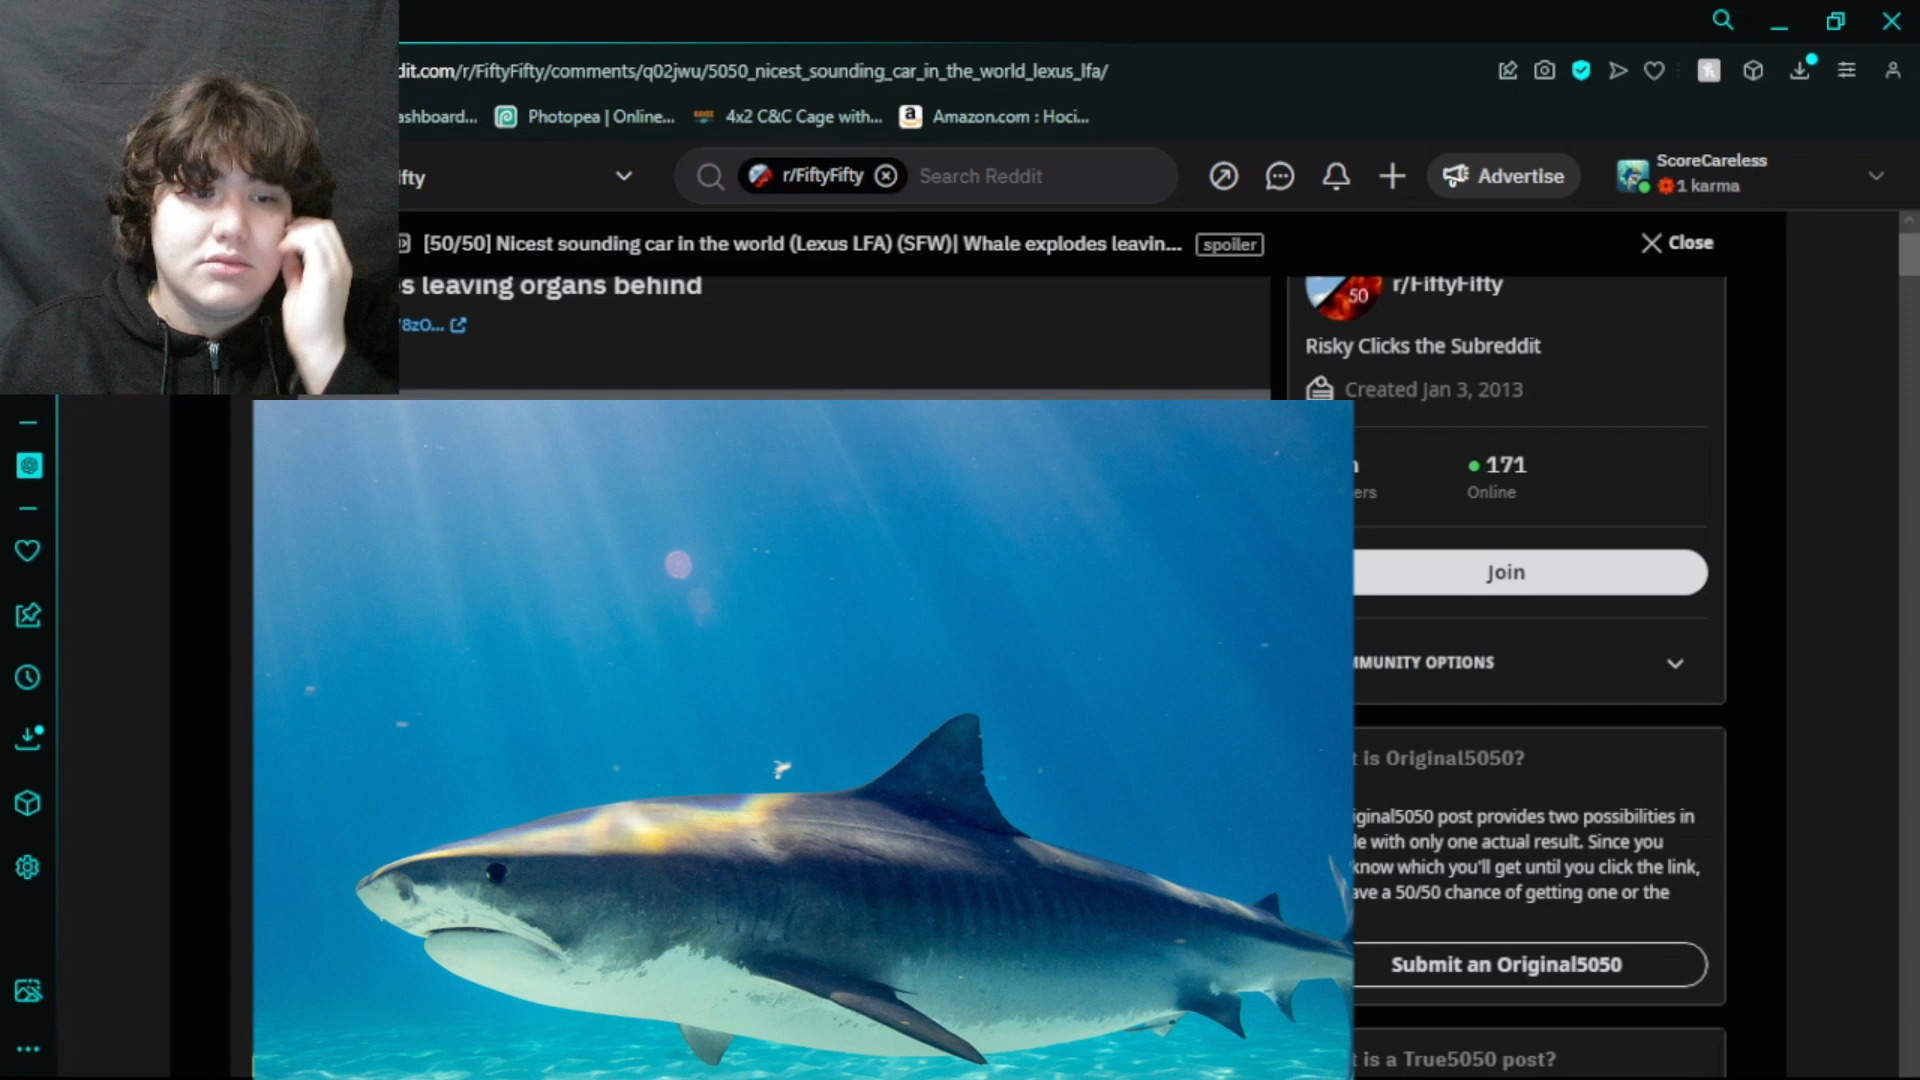 dit.com/r/FiftyFifty/comments/q02jwu/5050_nicest_sounding_car_in_the_world_lexus_lfa/
ashboard... Photopea | Online... 4x2 C&C Cage with... a Amazon.com : Hoci...
ifty r/FiftyFifty Search Reddit Advertise ScoreCareless
1 karma
[50/50] Nicest sounding car in the world (Lexus LFA) (SFW)| Whale explodes leavin... spoiler Close
s leaving organs behind
50 r/FiftyFifty
'8zO...
Risky Clicks the Subreddit
Created Jan 3, 2013
171
ers Online
Join
MMUNITY OPTIONS
t is Original5050?
iginal5050 post provides two possibilities in
le with only one actual result. Since you
know which you'll get until you click the link,
ave a 50/50 chance of getting one or the
Submit an Original5050
t is a True5050 post?